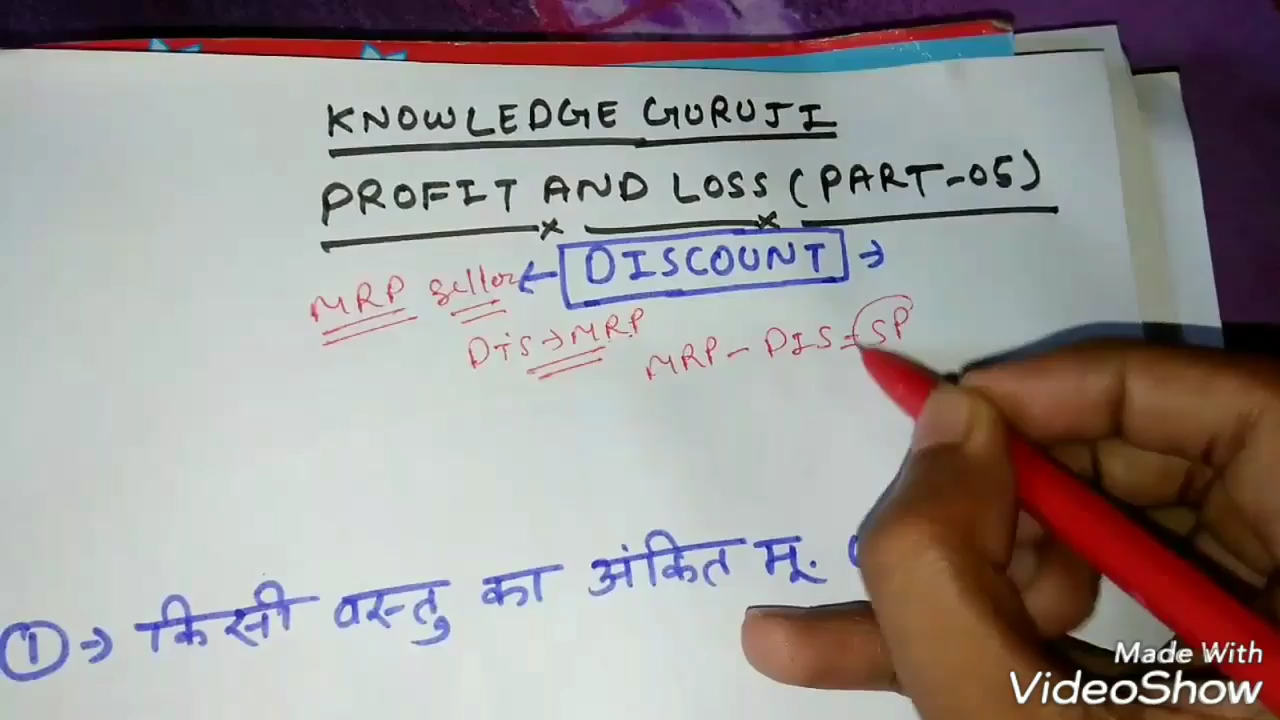 KNOWLEDGE GURUJI
PROFIT AND LOSS (PART-05)
MRP seller ← DISCOUNT →
DIS → MRP
MRP - DIS = SP
① → किसी वस्तु का अंकित मू.
Made With
VideoShow